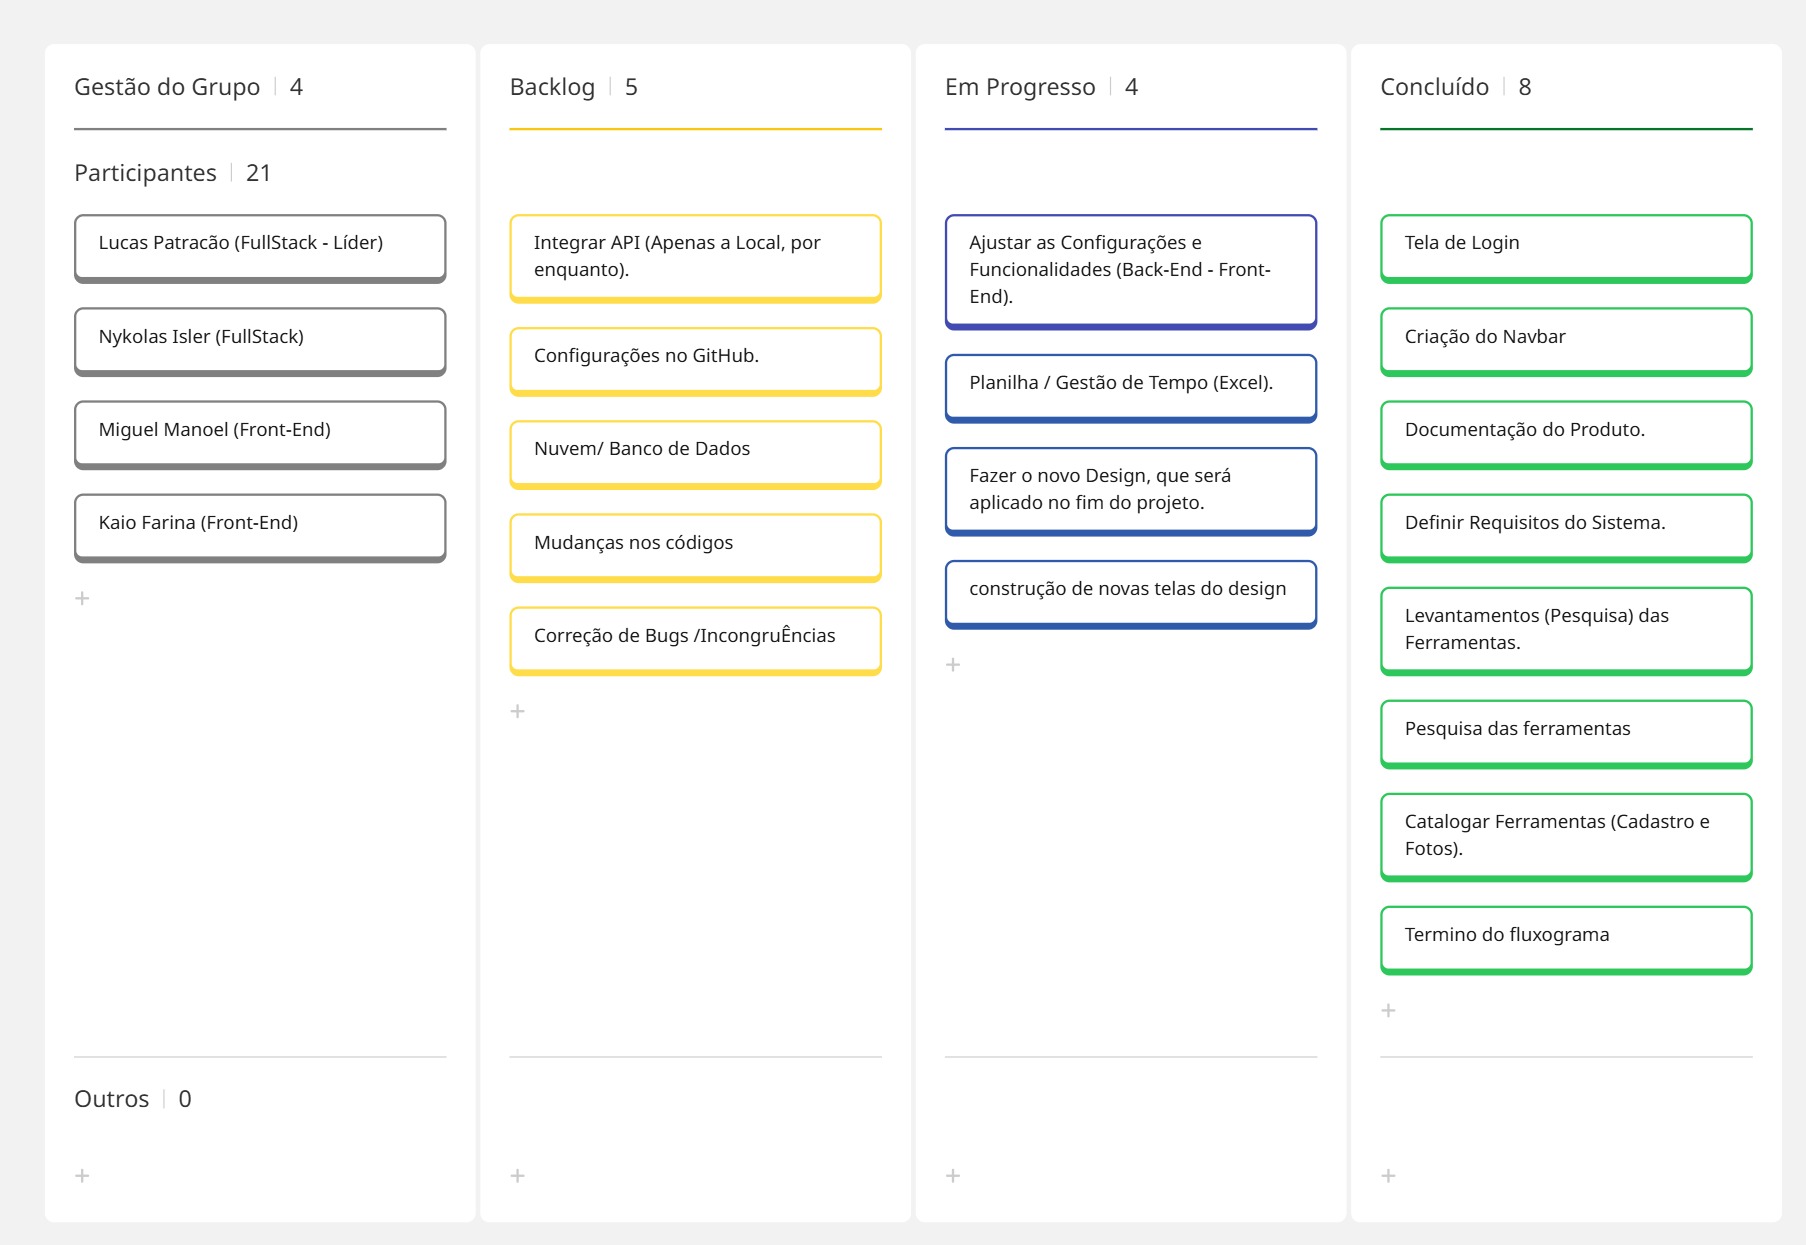 Gestão do Grupo | 4
Participantes | 21
Lucas Patracão (FullStack - Líder)
Nykolas Isler (FullStack)
Miguel Manoel (Front-End)
Kaio Farina (Front-End)
+
Outros | 0
+
Backlog | 5
Integrar API (Apenas a Local, por
enquanto).
Configurações no GitHub.
Nuvem/ Banco de Dados
Mudanças nos códigos
Correção de Bugs /IncongruÊncias
+
+
Em Progresso | 4
Ajustar as Configurações e
Funcionalidades (Back-End - Front-
End).
Planilha / Gestão de Tempo (Excel).
Fazer o novo Design, que será
aplicado no fim do projeto.
construção de novas telas do design
+
+
Concluído | 8
Tela de Login
Criação do Navbar
Documentação do Produto.
Definir Requisitos do Sistema.
Levantamentos (Pesquisa) das
Ferramentas.
Pesquisa das ferramentas
Catalogar Ferramentas (Cadastro e
Fotos).
Termino do fluxograma
+
+